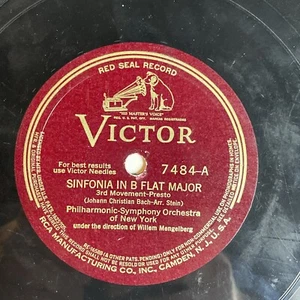 RED SEAL RECORD
"HIS MASTER'S VOICE"
VICTOR
For best results
use Victor Needles
7484-A
SINFONIA IN B FLAT MAJOR
3rd Movement-Presto
(Johann Christian Bach-Arr. Stein)
Philharmonic-Symphony Orchestra
of New York
under the direction of Willem Mengelberg
RCA MANUFACTURING CO., INC. CAMDEN, N. J., U. S. A.